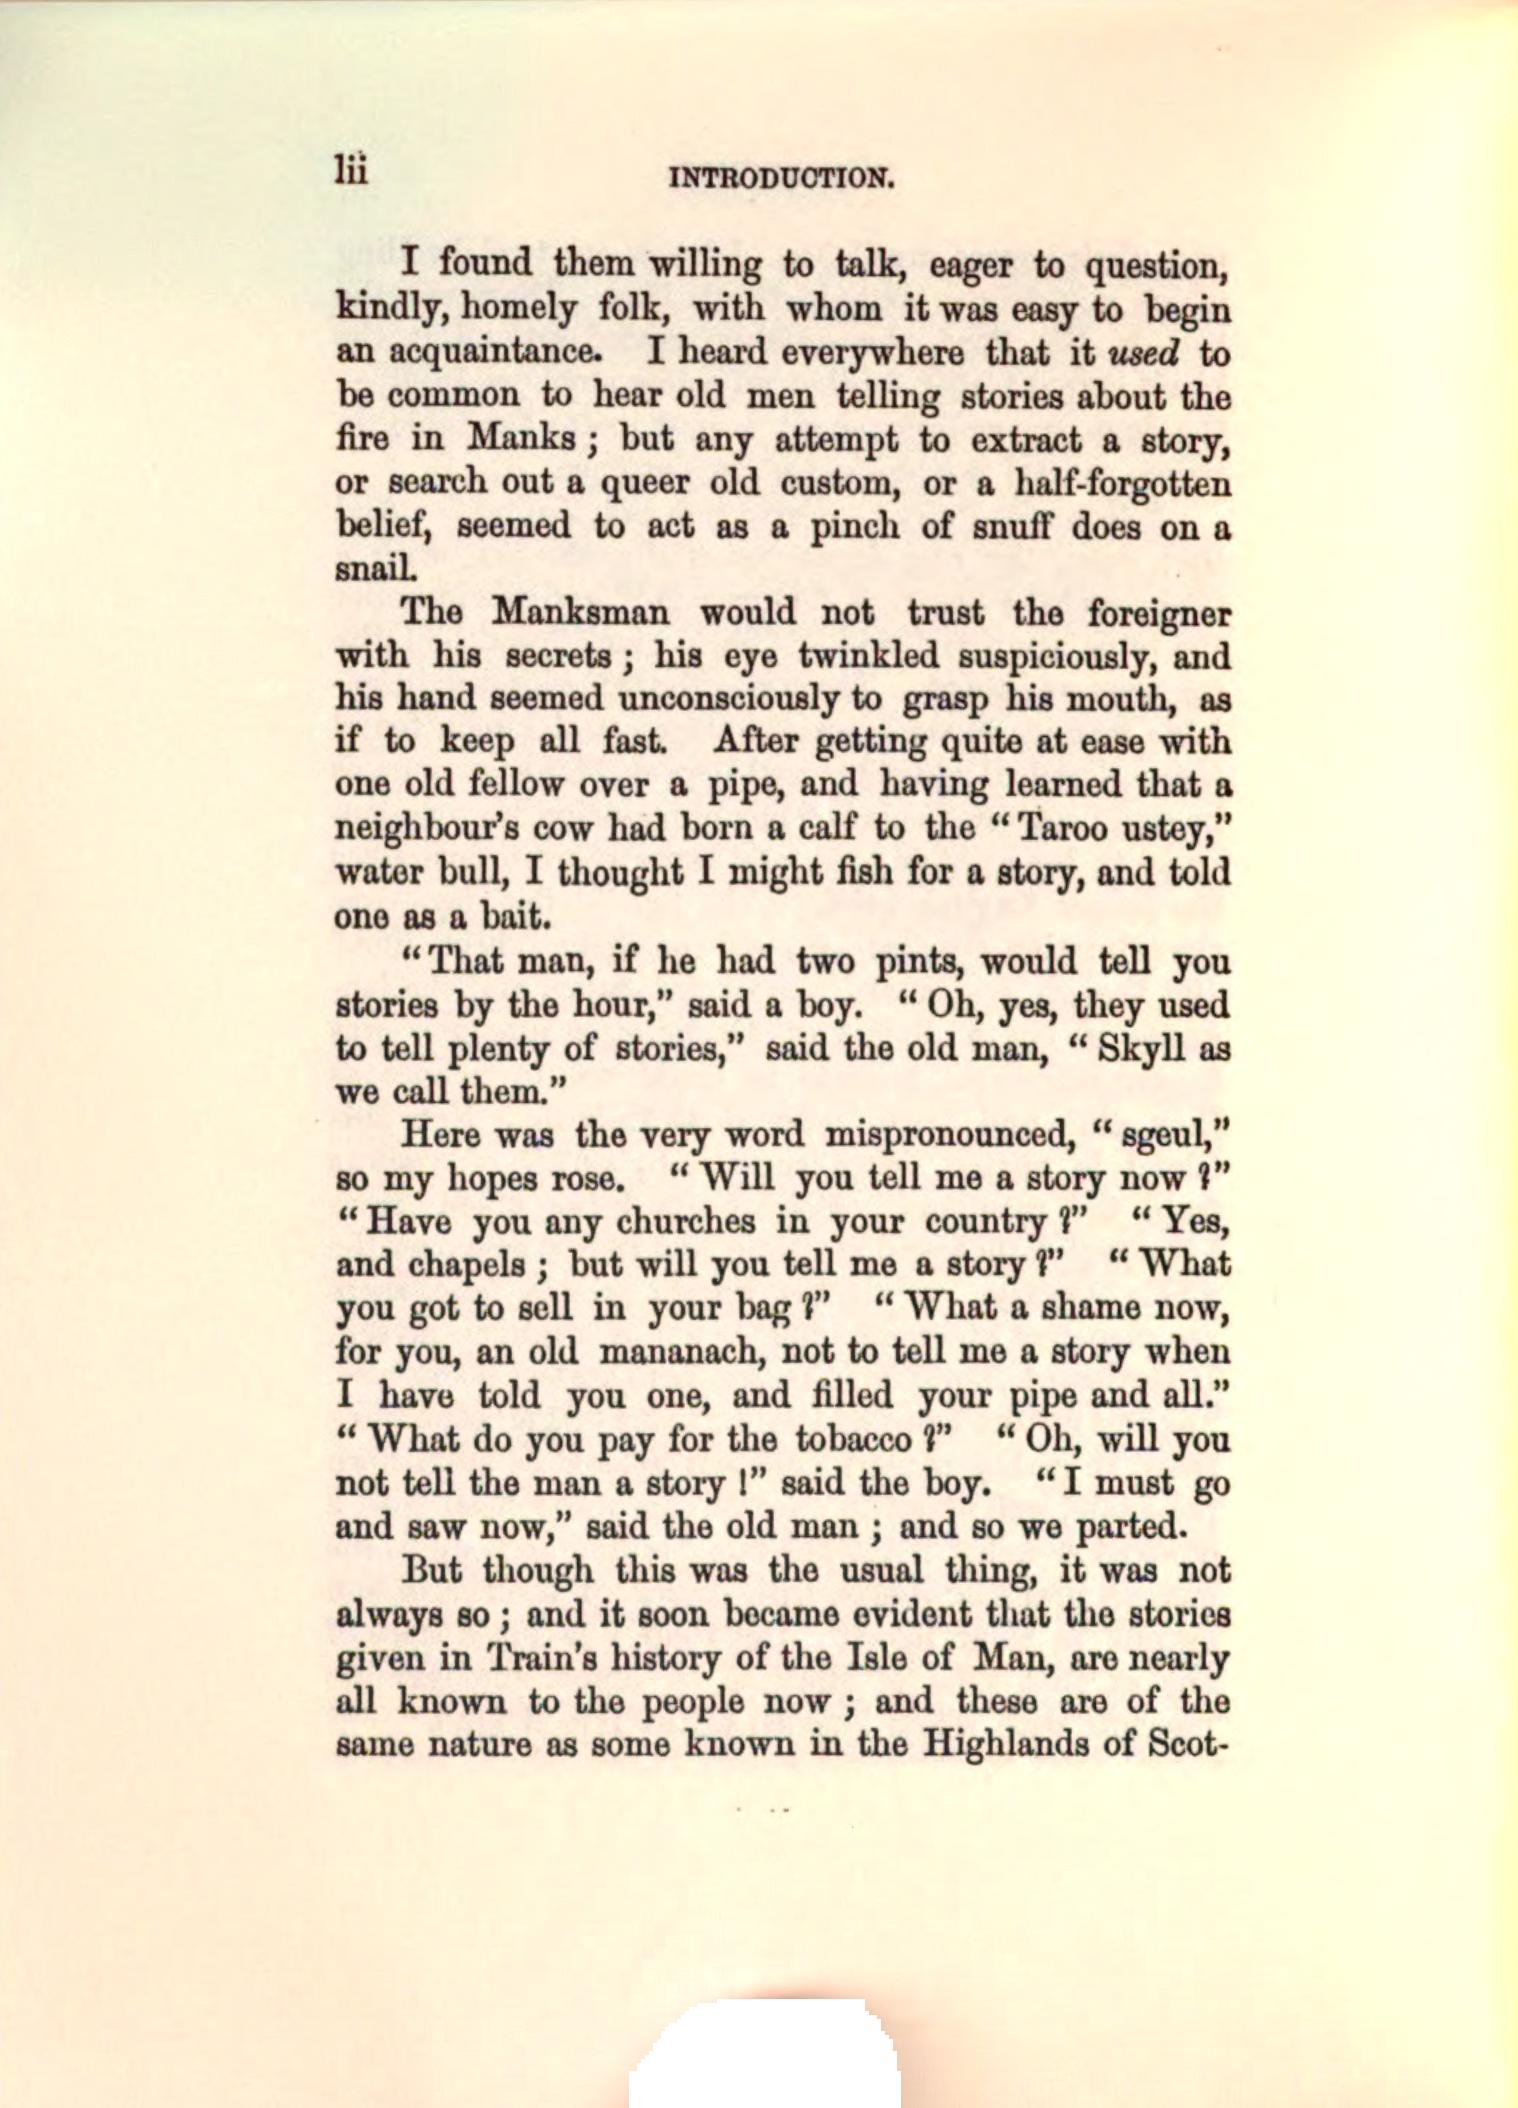 lii
INTRODUCTION.
I found them willing to talk, eager to question,
kindly, homely folk, with whom it was easy to begin
an acquaintance. I heard everywhere that it used to
be common to hear old men telling stories about the
fire in Manks ; but any attempt to extract a story,
or search out a queer old custom, or a half-forgotten
belief, seemed to act as a pinch of snuff does on a
snail.
The Manksman would not trust the foreigner
with his secrets ; his eye twinkled suspiciously, and
his hand seemed unconsciously to grasp his mouth, as
if to keep all fast. After getting quite at ease with
one old fellow over a pipe, and having learned that a
neighbour's cow had born a calf to the “ Taroo ustey,”
water bull, I thought I might fish for a story, and told
one as a bait.
“ That man, if he had two pints, would tell you
stories by the hour,” said a boy. “ Oh, yes, they used
to tell plenty of stories,” said the old man, “ Skyll as
we call them.”
Here was the very word mispronounced, “ sgeul,”
so my hopes rose. “ Will you tell me a story now ?”
“ Have you any churches in your country ?” “ Yes,
and chapels ; but will you tell me a story ?” “ What
you got to sell in your bag ?” “ What a shame now,
for you, an old mananach, not to tell me a story when
I have told you one, and filled your pipe and all.”
“ What do you pay for the tobacco ?” “ Oh, will you
not tell the man a story !” said the boy. “ I must go
and saw now,” said the old man ; and so we parted.
But though this was the usual thing, it was not
always so ; and it soon became evident that the stories
given in Train's history of the Isle of Man, are nearly
all known to the people now ; and these are of the
same nature as some known in the Highlands of Scot-